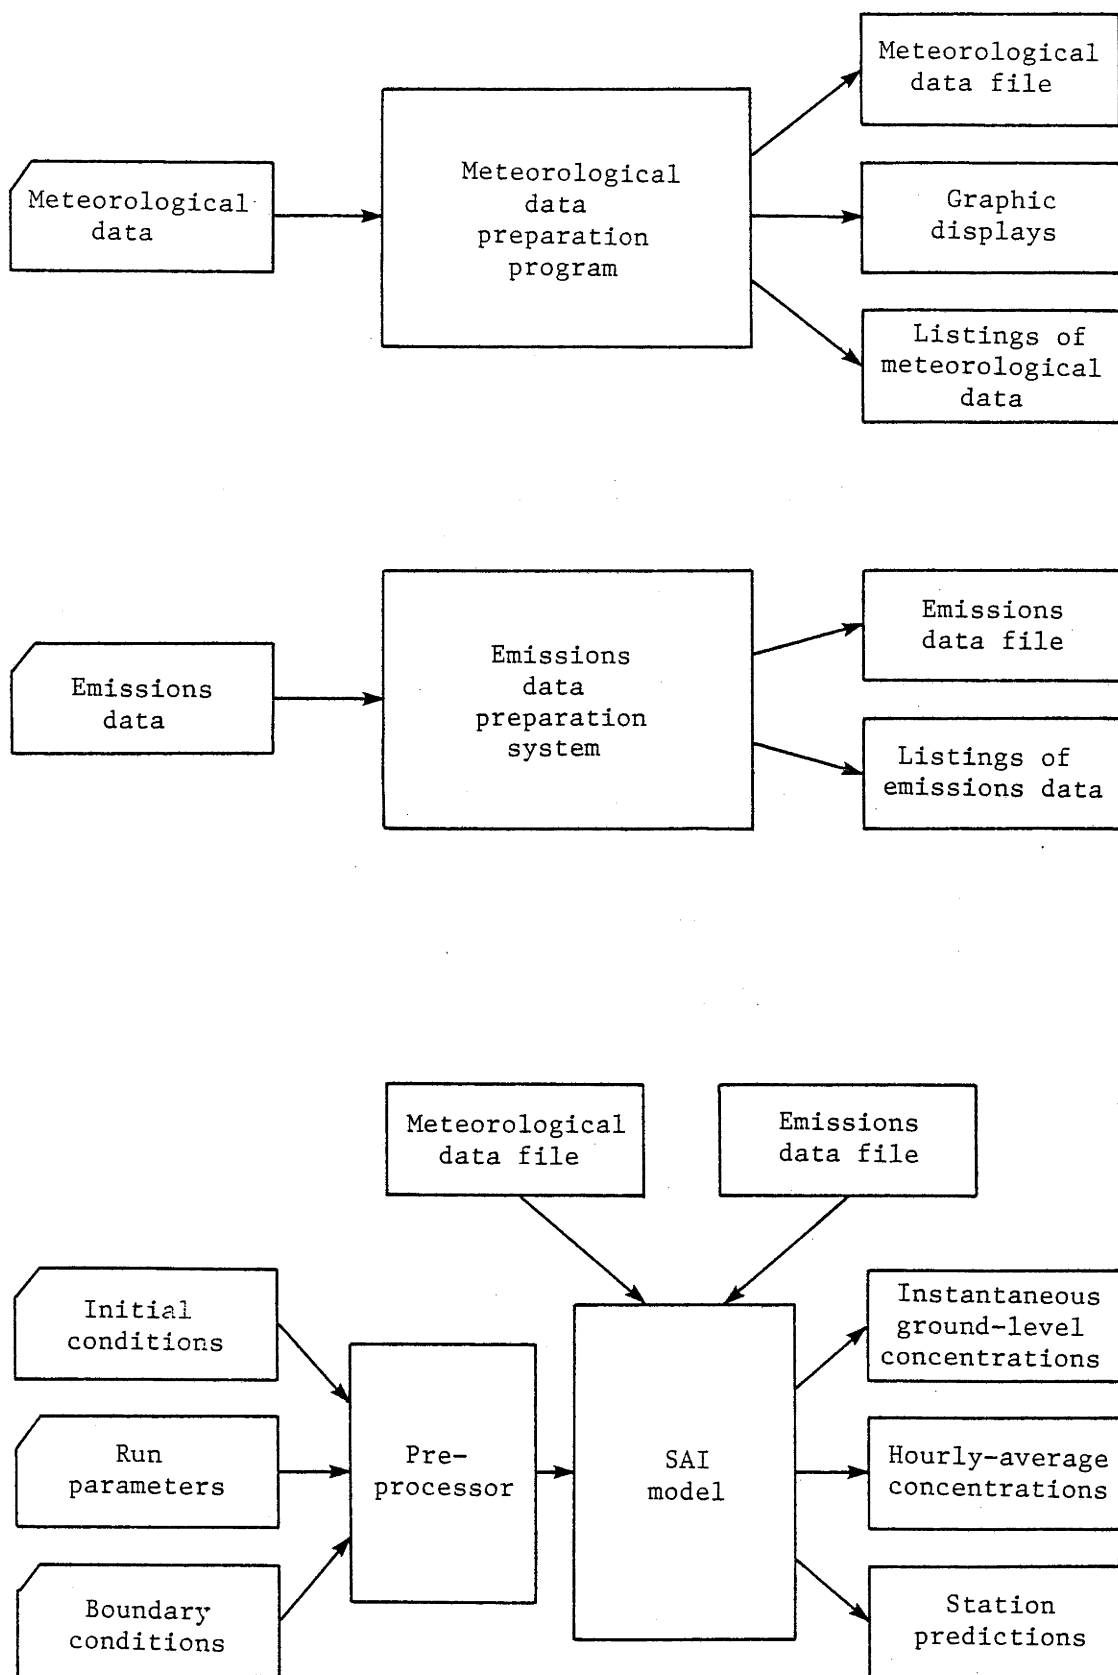 Meteorological
data
Meteorological
data
preparation
program
Meteorological
data file
Graphic
displays
Listings of
meteorological
data
Emissions
data
Emissions
data
preparation
system
Emissions
data file
Listings of
emissions data
Meteorological
data file
Emissions
data file
Initial
conditions
Run
parameters
Boundary
conditions
Pre-
processor
SAI
model
Instantaneous
ground-level
concentrations
Hourly-average
concentrations
Station
predictions